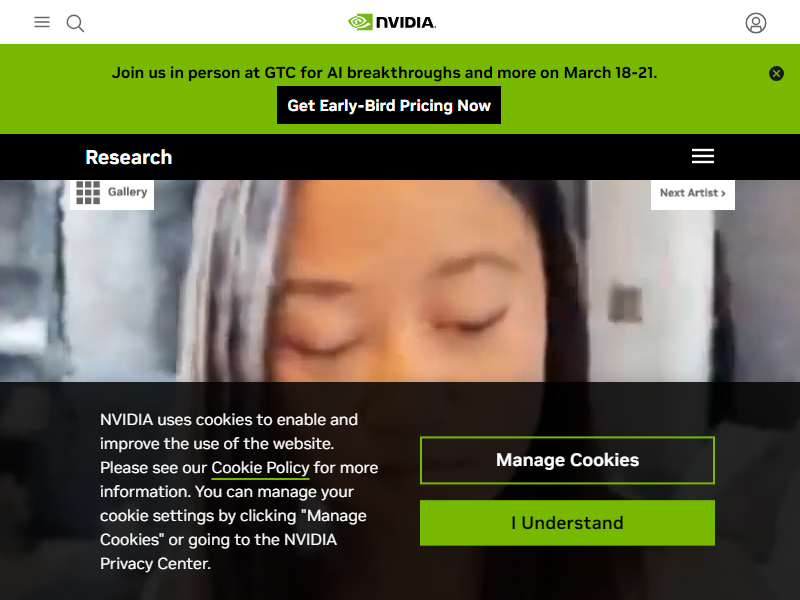 NVIDIA.
Join us in person at GTC for AI breakthroughs and more on March 18-21.
Get Early-Bird Pricing Now
Research
Gallery
Next Artist ›
NVIDIA uses cookies to enable and
improve the use of the website.
Please see our Cookie Policy for more
information. You can manage your
cookie settings by clicking "Manage
Cookies" or going to the NVIDIA
Privacy Center.
Manage Cookies
I Understand